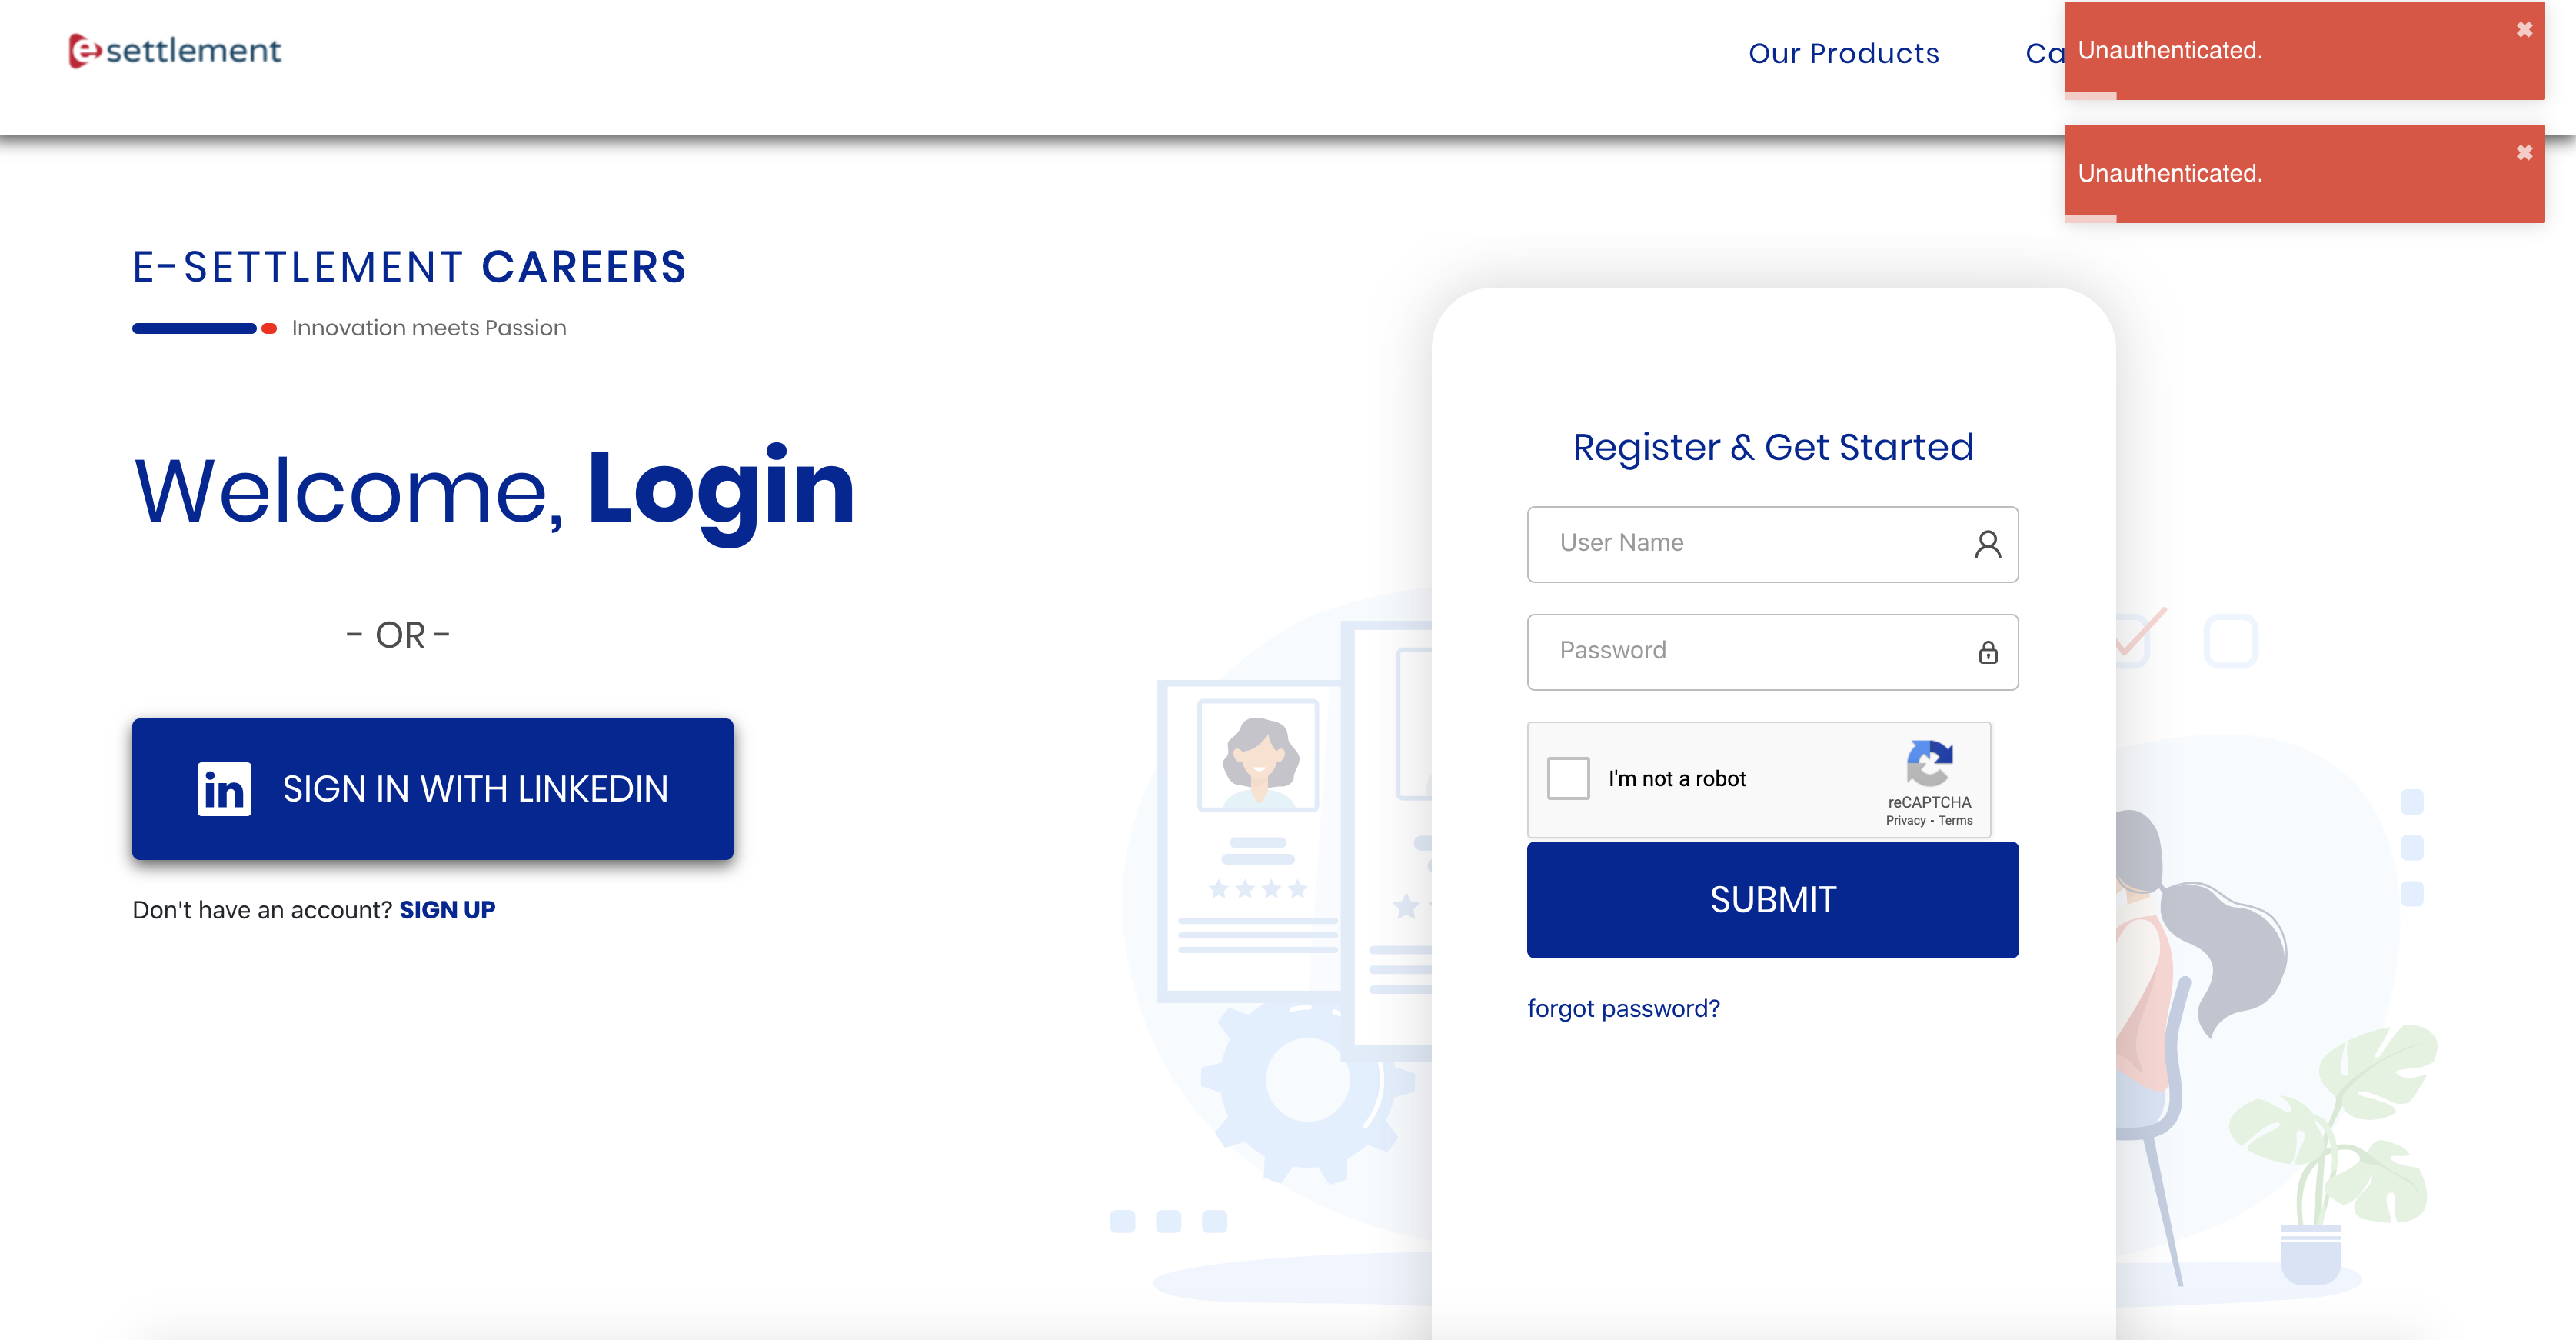 e settlement
Our Products
Ca
Unauthenticated.
Unauthenticated.
E-SETTLEMENT CAREERS
Innovation meets Passion
Welcome, Login
- OR -
in SIGN IN WITH LINKEDIN
Don't have an account? SIGN UP
Register & Get Started
User Name
Password
I'm not a robot
reCAPTCHA
Privacy - Terms
SUBMIT
forgot password?